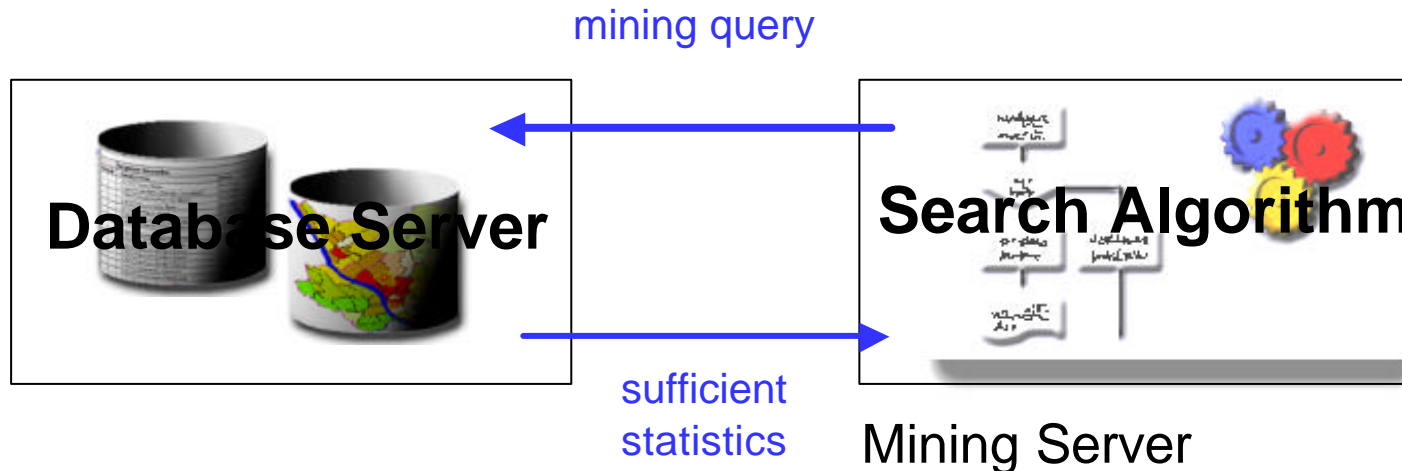 mining query
Database Server
Search Algorithm
sufficient
statistics
Mining Server